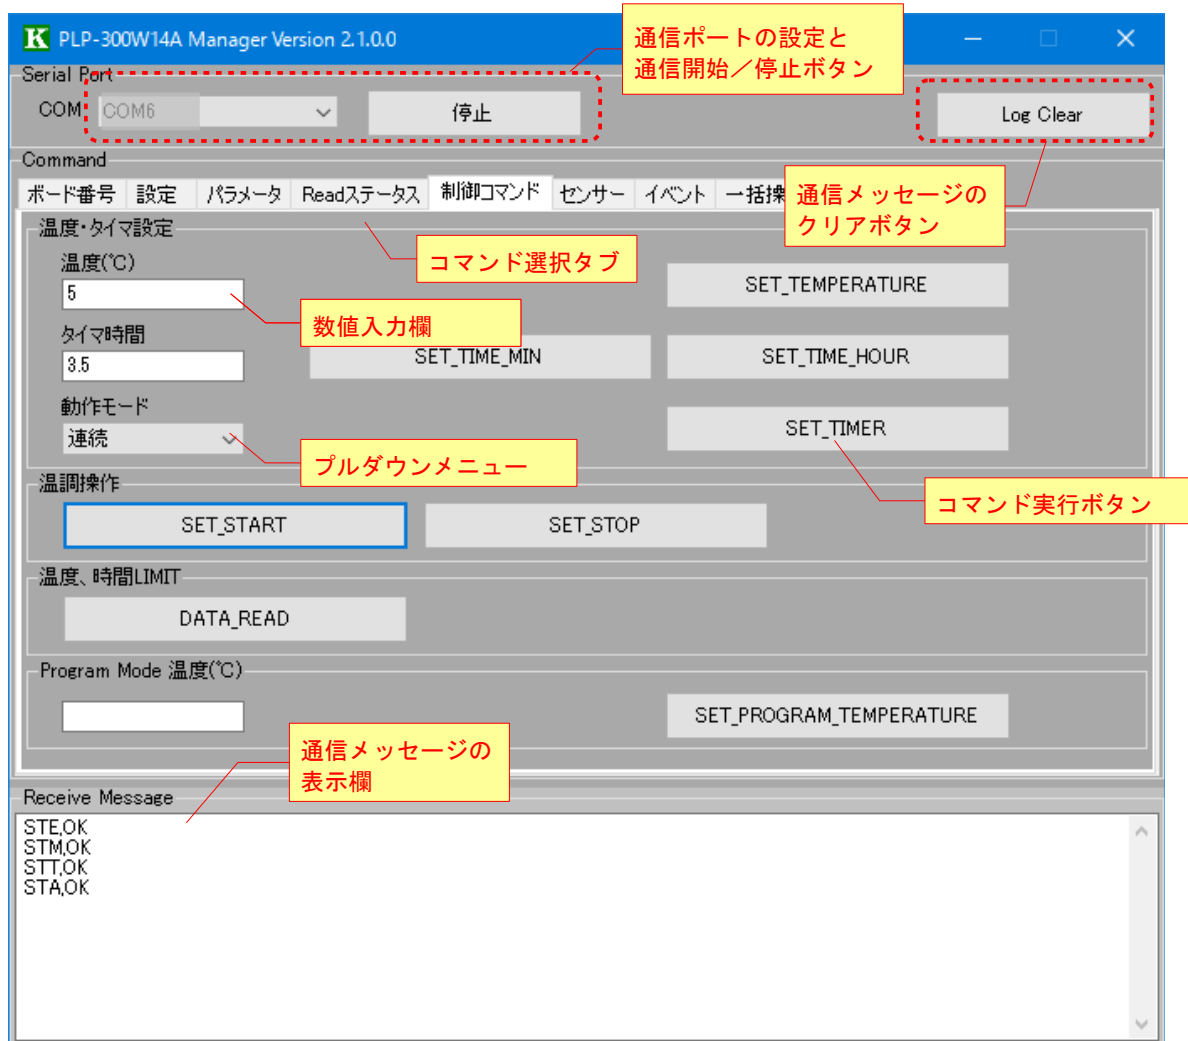 PLP-300W14A Manager Version 2.1.0.0
通信ポートの設定と
通信開始／停止ボタン
Serial Port
COM COM6 停止 Log Clear
Command
ボード番号 設定 パラメータ Readステータス 制御コマンド センサー イベント 一括操
通信メッセージの
クリアボタン
温度・タイマ設定
コマンド選択タブ
温度(℃)
5
SET_TEMPERATURE
数値入力欄
タイマ時間
3.5
SET_TIME_MIN SET_TIME_HOUR
動作モード
連続
SET_TIMER
プルダウンメニュー
コマンド実行ボタン
温調操作
SET_START SET_STOP
温度、時間LIMIT
DATA_READ
Program Mode 温度(℃)
SET_PROGRAM_TEMPERATURE
通信メッセージの
表示欄
Receive Message
STE,OK
STM,OK
STT,OK
STA,OK